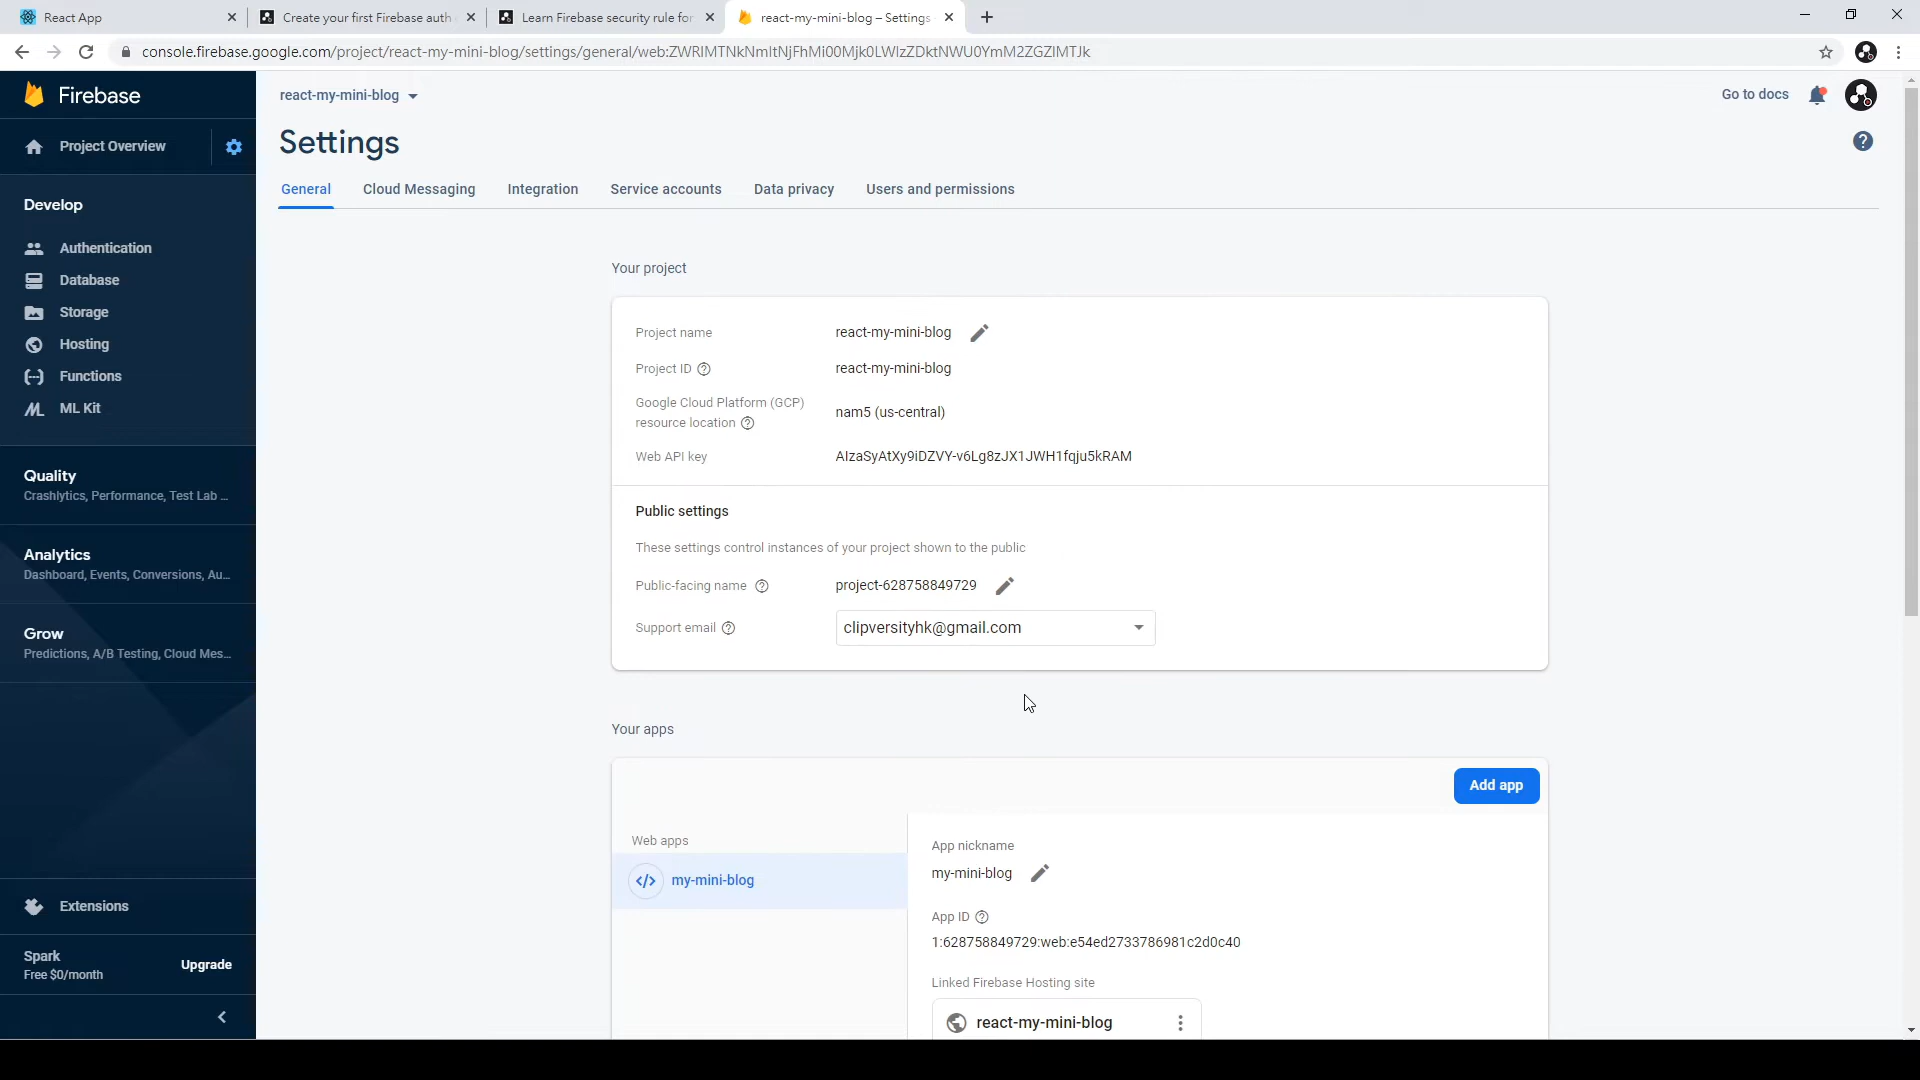 React App
Create your first Firebase auth
Learn Firebase security rule for
react-my-mini-blog – Settings
console.firebase.google.com/project/react-my-mini-blog/settings/general/web:ZWRlMTNkNmItNjFhMi00Mjk0LWIzZDktNWU0YmM2ZGZlMTJk
Firebase
react-my-mini-blog
Go to docs
Project Overview
Settings
General
Cloud Messaging
Integration
Service accounts
Data privacy
Users and permissions
Develop
Authentication
Database
Storage
Hosting
Functions
ML Kit
Quality
Crashlytics, Performance, Test Lab ...
Analytics
Dashboard, Events, Conversions, Au...
Grow
Predictions, A/B Testing, Cloud Mes...
Extensions
Spark
Free $0/month
Upgrade
Your project
Project name
react-my-mini-blog
Project ID
react-my-mini-blog
Google Cloud Platform (GCP)
resource location
nam5 (us-central)
Web API key
AIzaSyAtXy9iDZVY-v6Lg8zJX1JWH1fqju5kRAM
Public settings
These settings control instances of your project shown to the public
Public-facing name
project-628758849729
Support email
clipversityhk@gmail.com
Your apps
Add app
Web apps
my-mini-blog
App nickname
my-mini-blog
App ID
1:628758849729:web:e54ed2733786981c2d0c40
Linked Firebase Hosting site
react-my-mini-blog